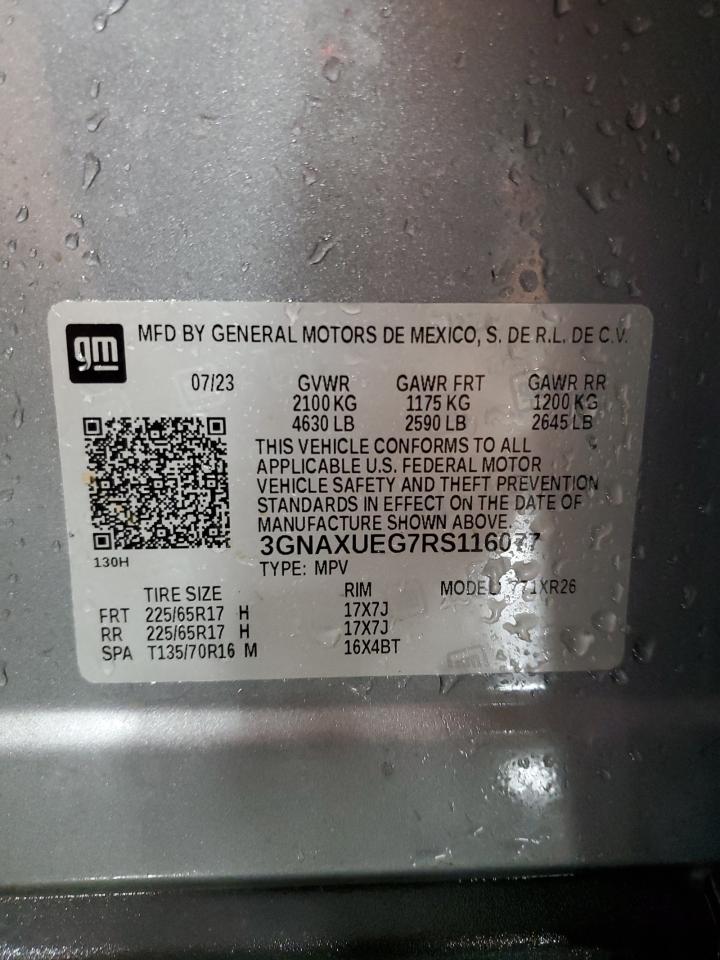 gm
MFD BY GENERAL MOTORS DE MEXICO, S. DE R.L. DE C.V.
07/23 GVWR GAWR FRT GAWR RR
2100 KG 1175 KG 1200 KG
4630 LB 2590 LB 2645 LB
THIS VEHICLE CONFORMS TO ALL
APPLICABLE U.S. FEDERAL MOTOR
VEHICLE SAFETY AND THEFT PREVENTION
STANDARDS IN EFFECT ON THE DATE OF
MANUFACTURE SHOWN ABOVE.
3GNAXUEG7RS116077
130H
TYPE: MPV
TIRE SIZE RIM MODEL:
FRT 225/65R17 H 17X7J
RR 225/65R17 H 17X7J
SPA T135/70R16 M 16X4BT